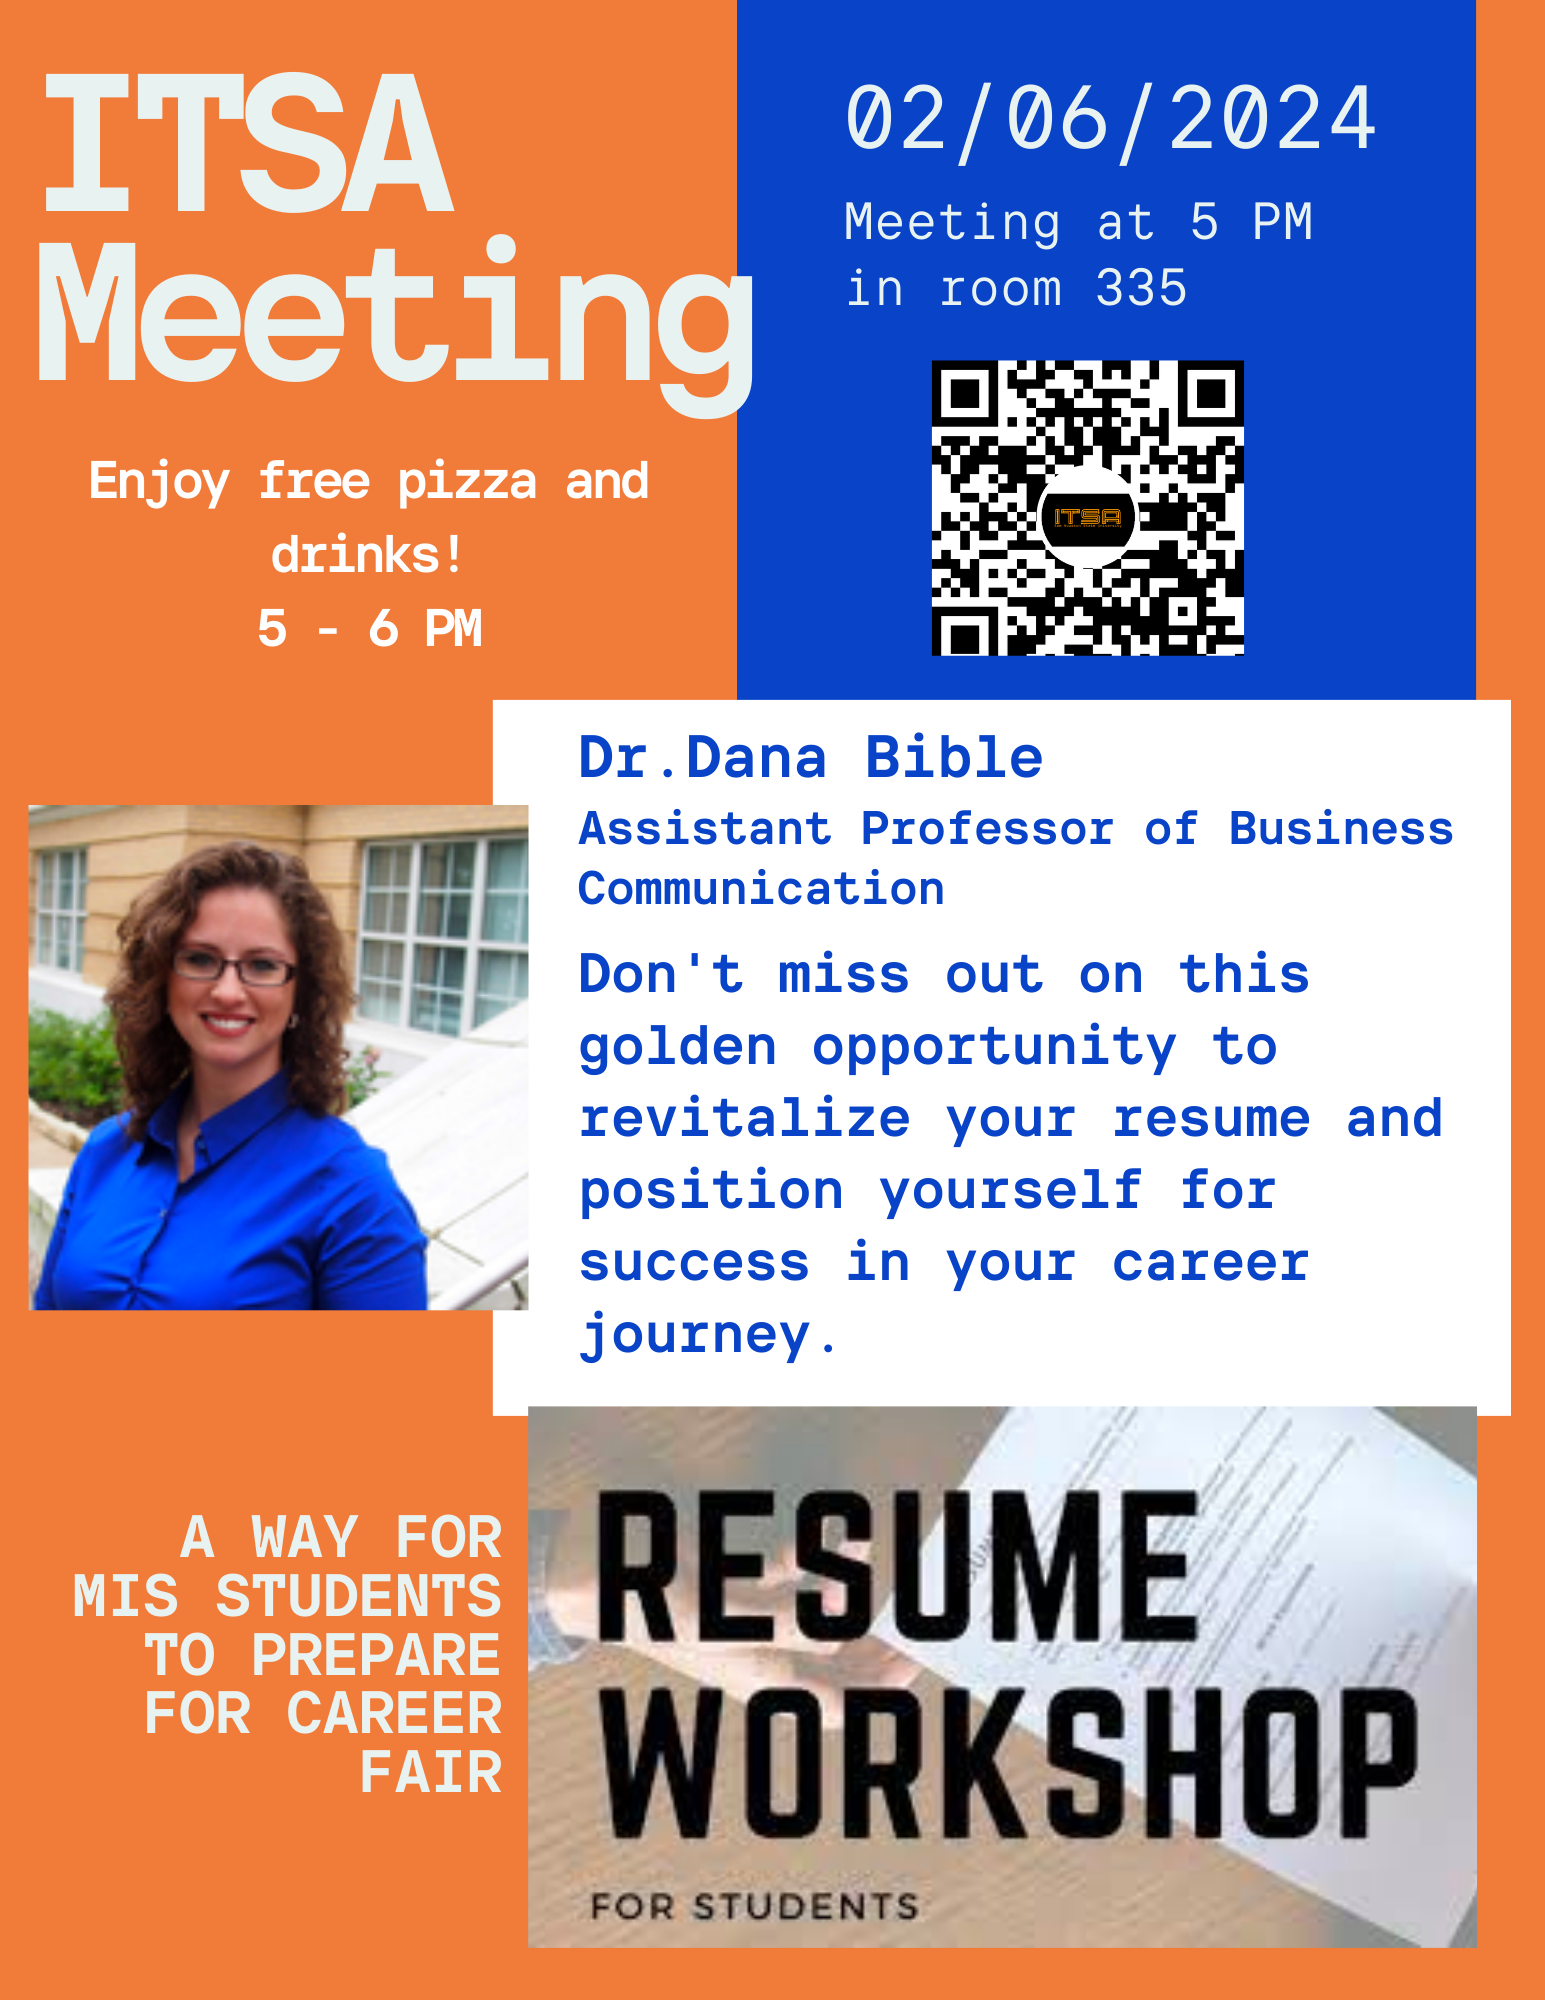 ITSA
Meeting
Enjoy free pizza and
drinks!
5 - 6 PM
02/06/2024
Meeting at 5 PM
in room 335
ITSA
Dr.Dana Bible
Assistant Professor of Business
Communication
Don't miss out on this
golden opportunity to
revitalize your resume and
position yourself for
success in your career
journey.
A WAY FOR
MIS STUDENTS
TO PREPARE
FOR CAREER
FAIR
RESUME
WORKSHOP
FOR STUDENTS